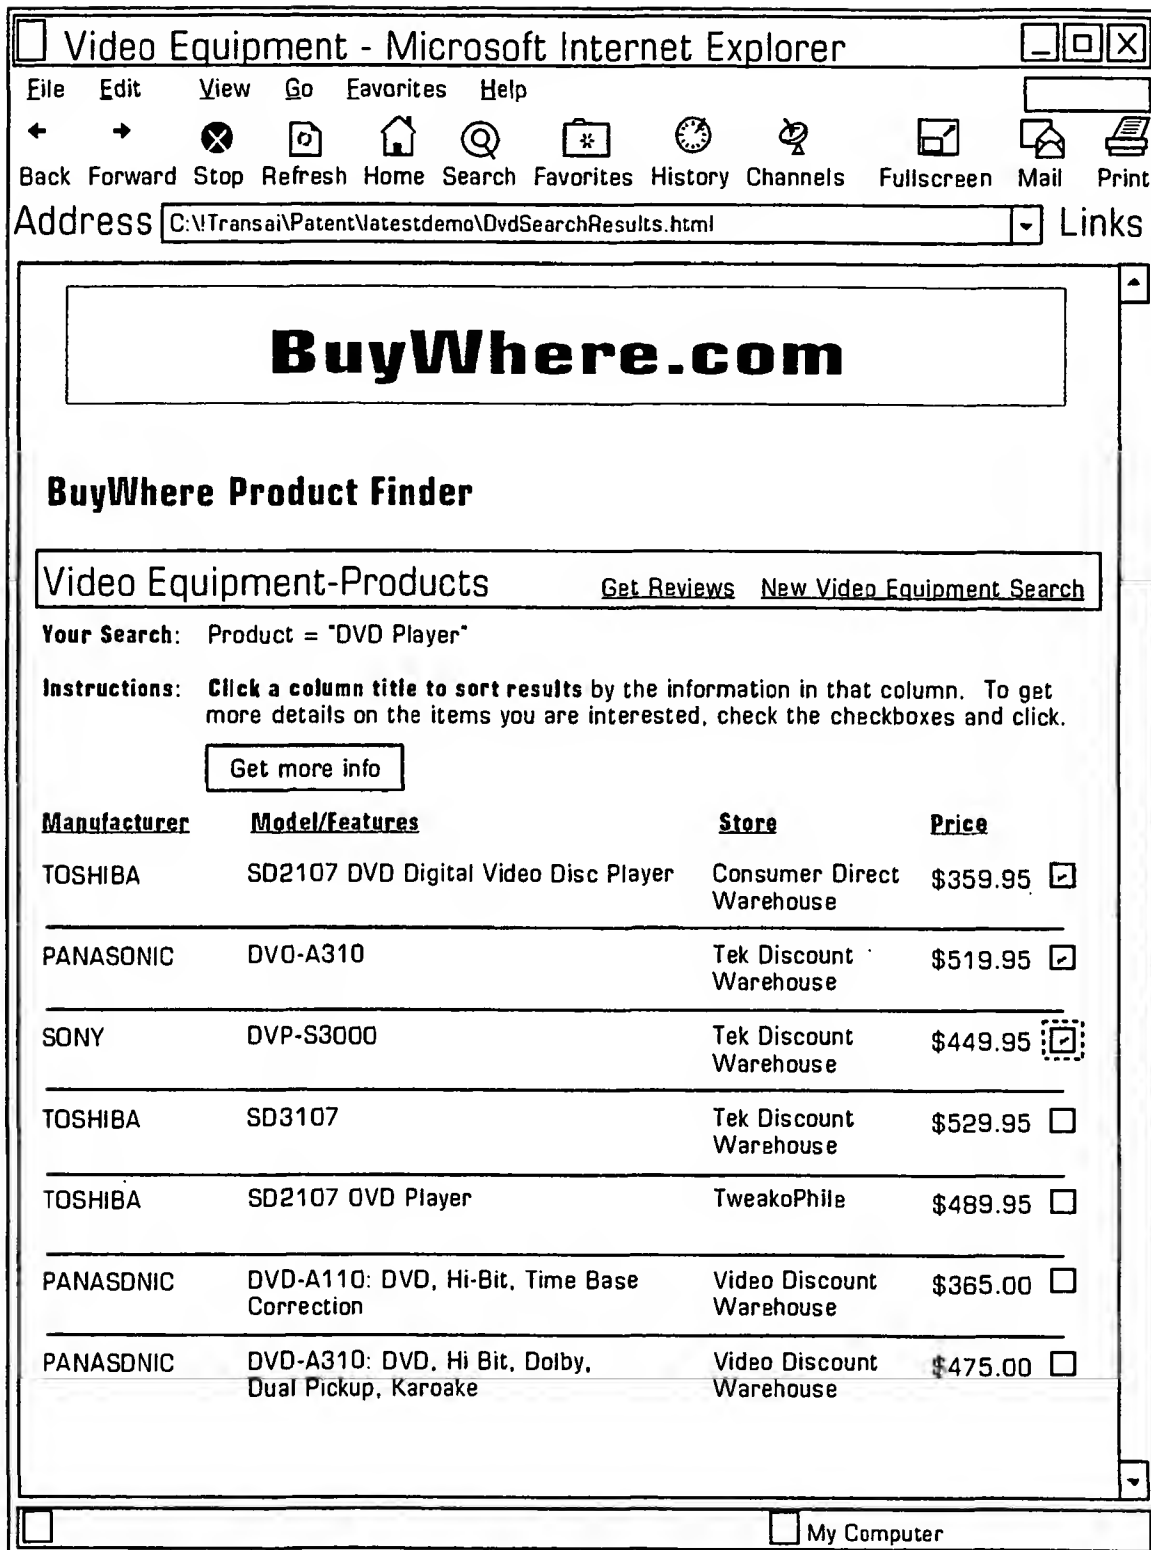 Video Equipment - Microsoft Internet Explorer
File Edit View Go Favorites Help
Back Forward Stop Refresh Home Search Favorites History Channels Fullscreen Mail Print
Address C:\!Transai\Patent\latestdemo\DvdSearchResults.html Links
BuyWhere.com
BuyWhere Product Finder
Video Equipment-Products Get Reviews New Video Equipment Search
Your Search: Product = "DVD Player"
Instructions: Click a column title to sort results by the information in that column. To get
more details on the items you are interested, check the checkboxes and click.
Get more info
Manufacturer Model/Features Store Price
TOSHIBA SD2107 DVD Digital Video Disc Player Consumer Direct $359.95
Warehouse
PANASONIC DVD-A310 Tek Discount $519.95
Warehouse
SONY DVP-S3000 Tek Discount $449.95
Warehouse
TOSHIBA SD3107 Tek Discount $529.95
Warehouse
TOSHIBA SD2107 DVD Player TweakoPhile $489.95
PANASONIC DVD-A110: DVD, Hi-Bit, Time Base Video Discount $365.00
Correction Warehouse
PANASONIC DVD-A310: DVD, Hi Bit, Dolby, Video Discount $475.00
Dual Pickup, Karoake Warehouse
My Computer